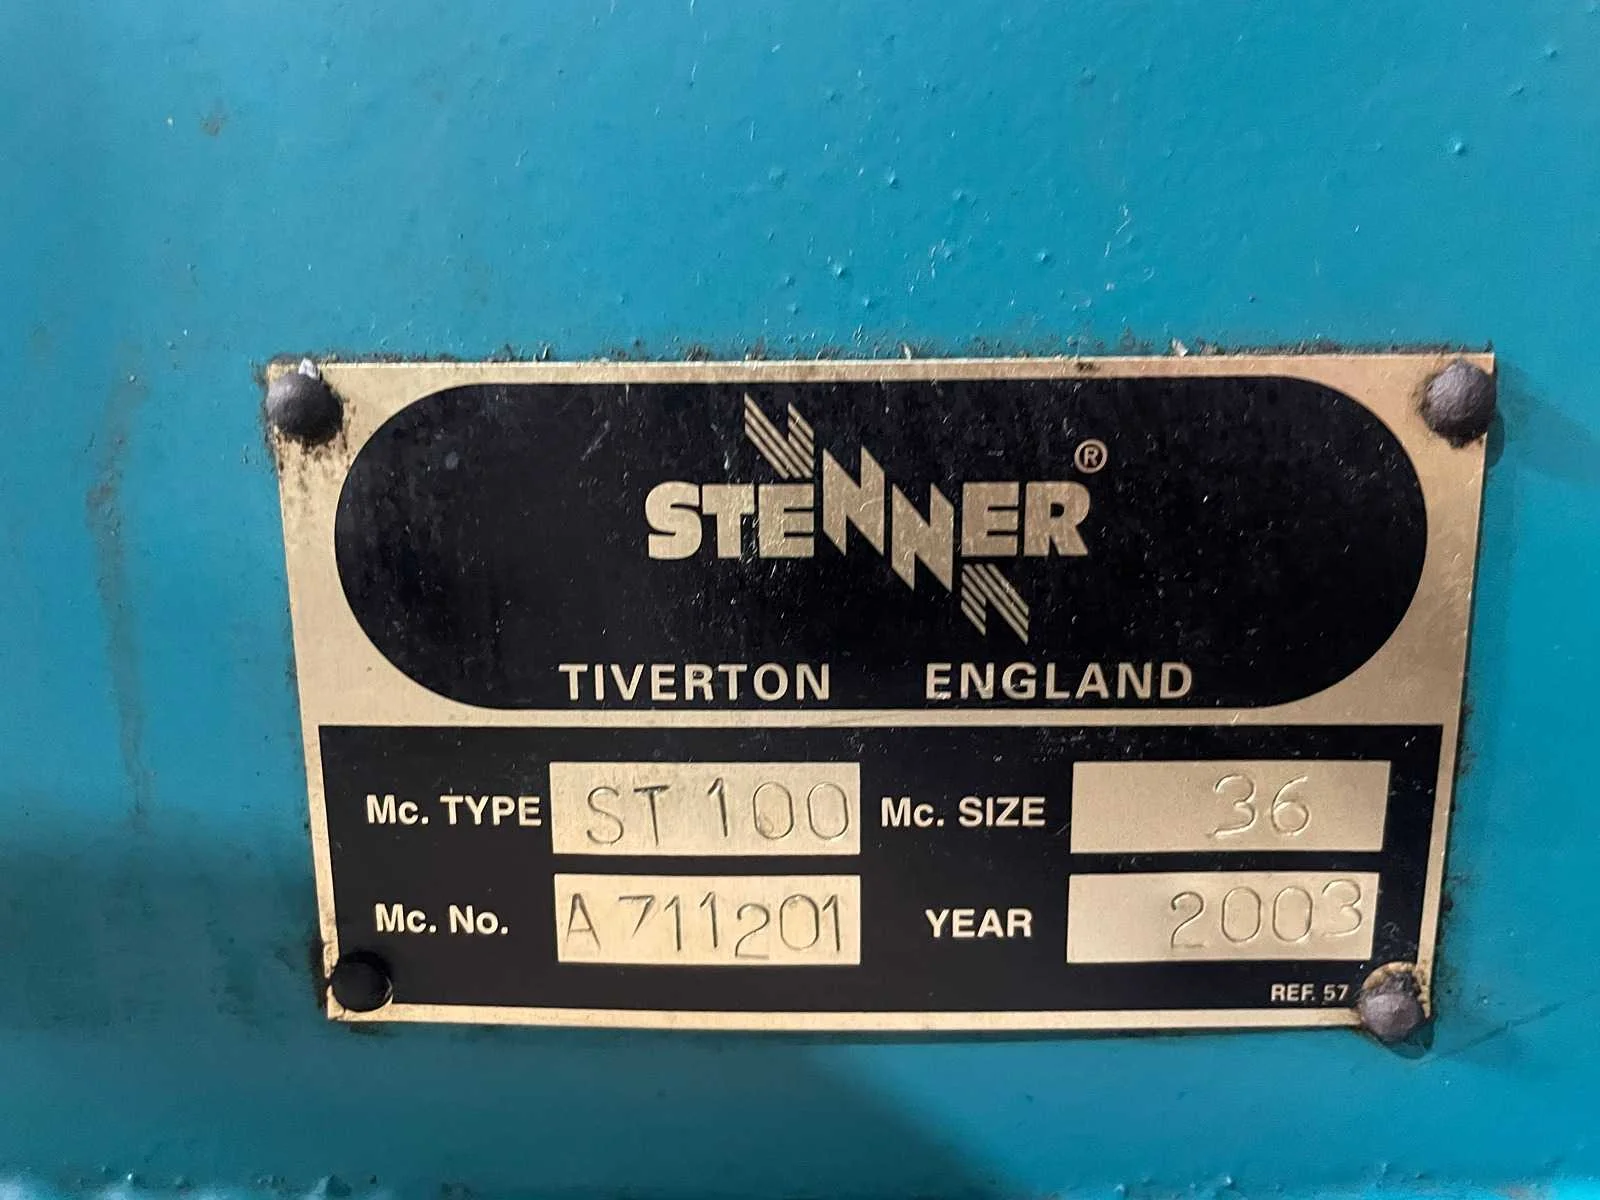 STENNER®
TIVERTON ENGLAND
Mc. TYPE ST 100 Mc. SIZE 36
Mc. No. A711201 YEAR 2003
REF. 57